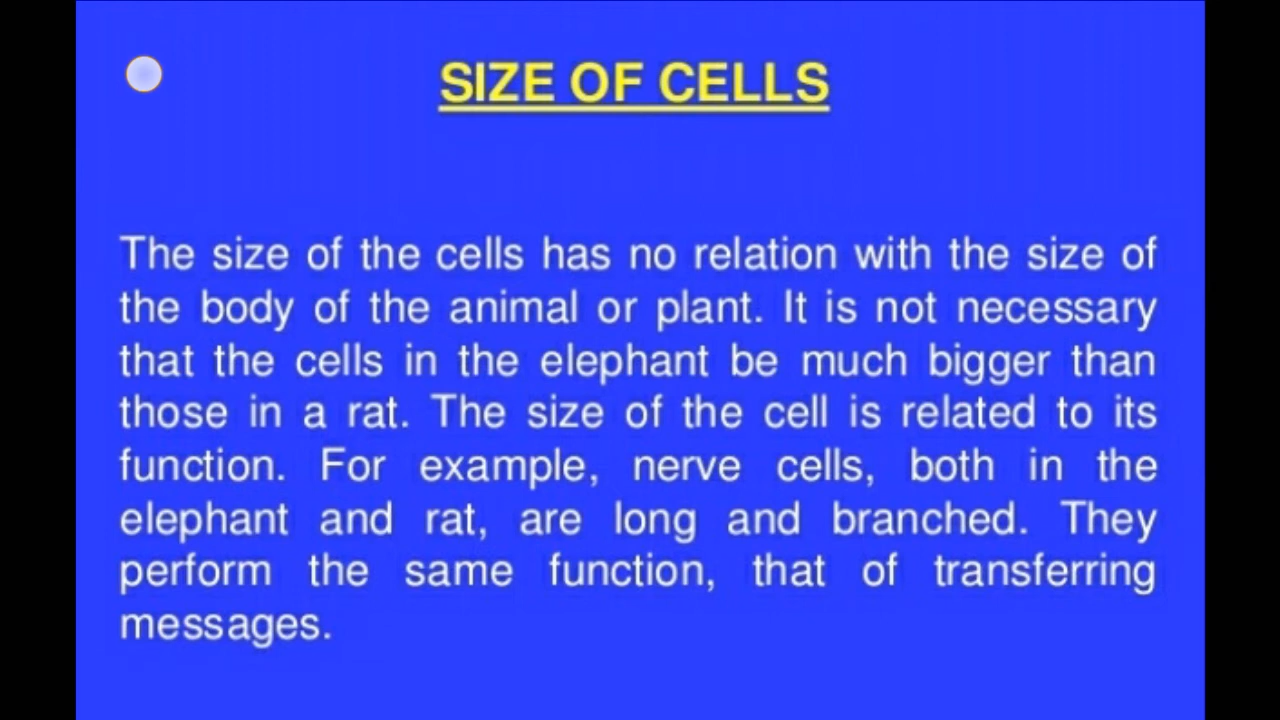 SIZE OF CELLS
The size of the cells has no relation with the size of
the body of the animal or plant. It is not necessary
that the cells in the elephant be much bigger than
those in a rat. The size of the cell is related to its
function. For example, nerve cells, both in the
elephant and rat, are long and branched. They
perform the same function, that of transferring
messages.